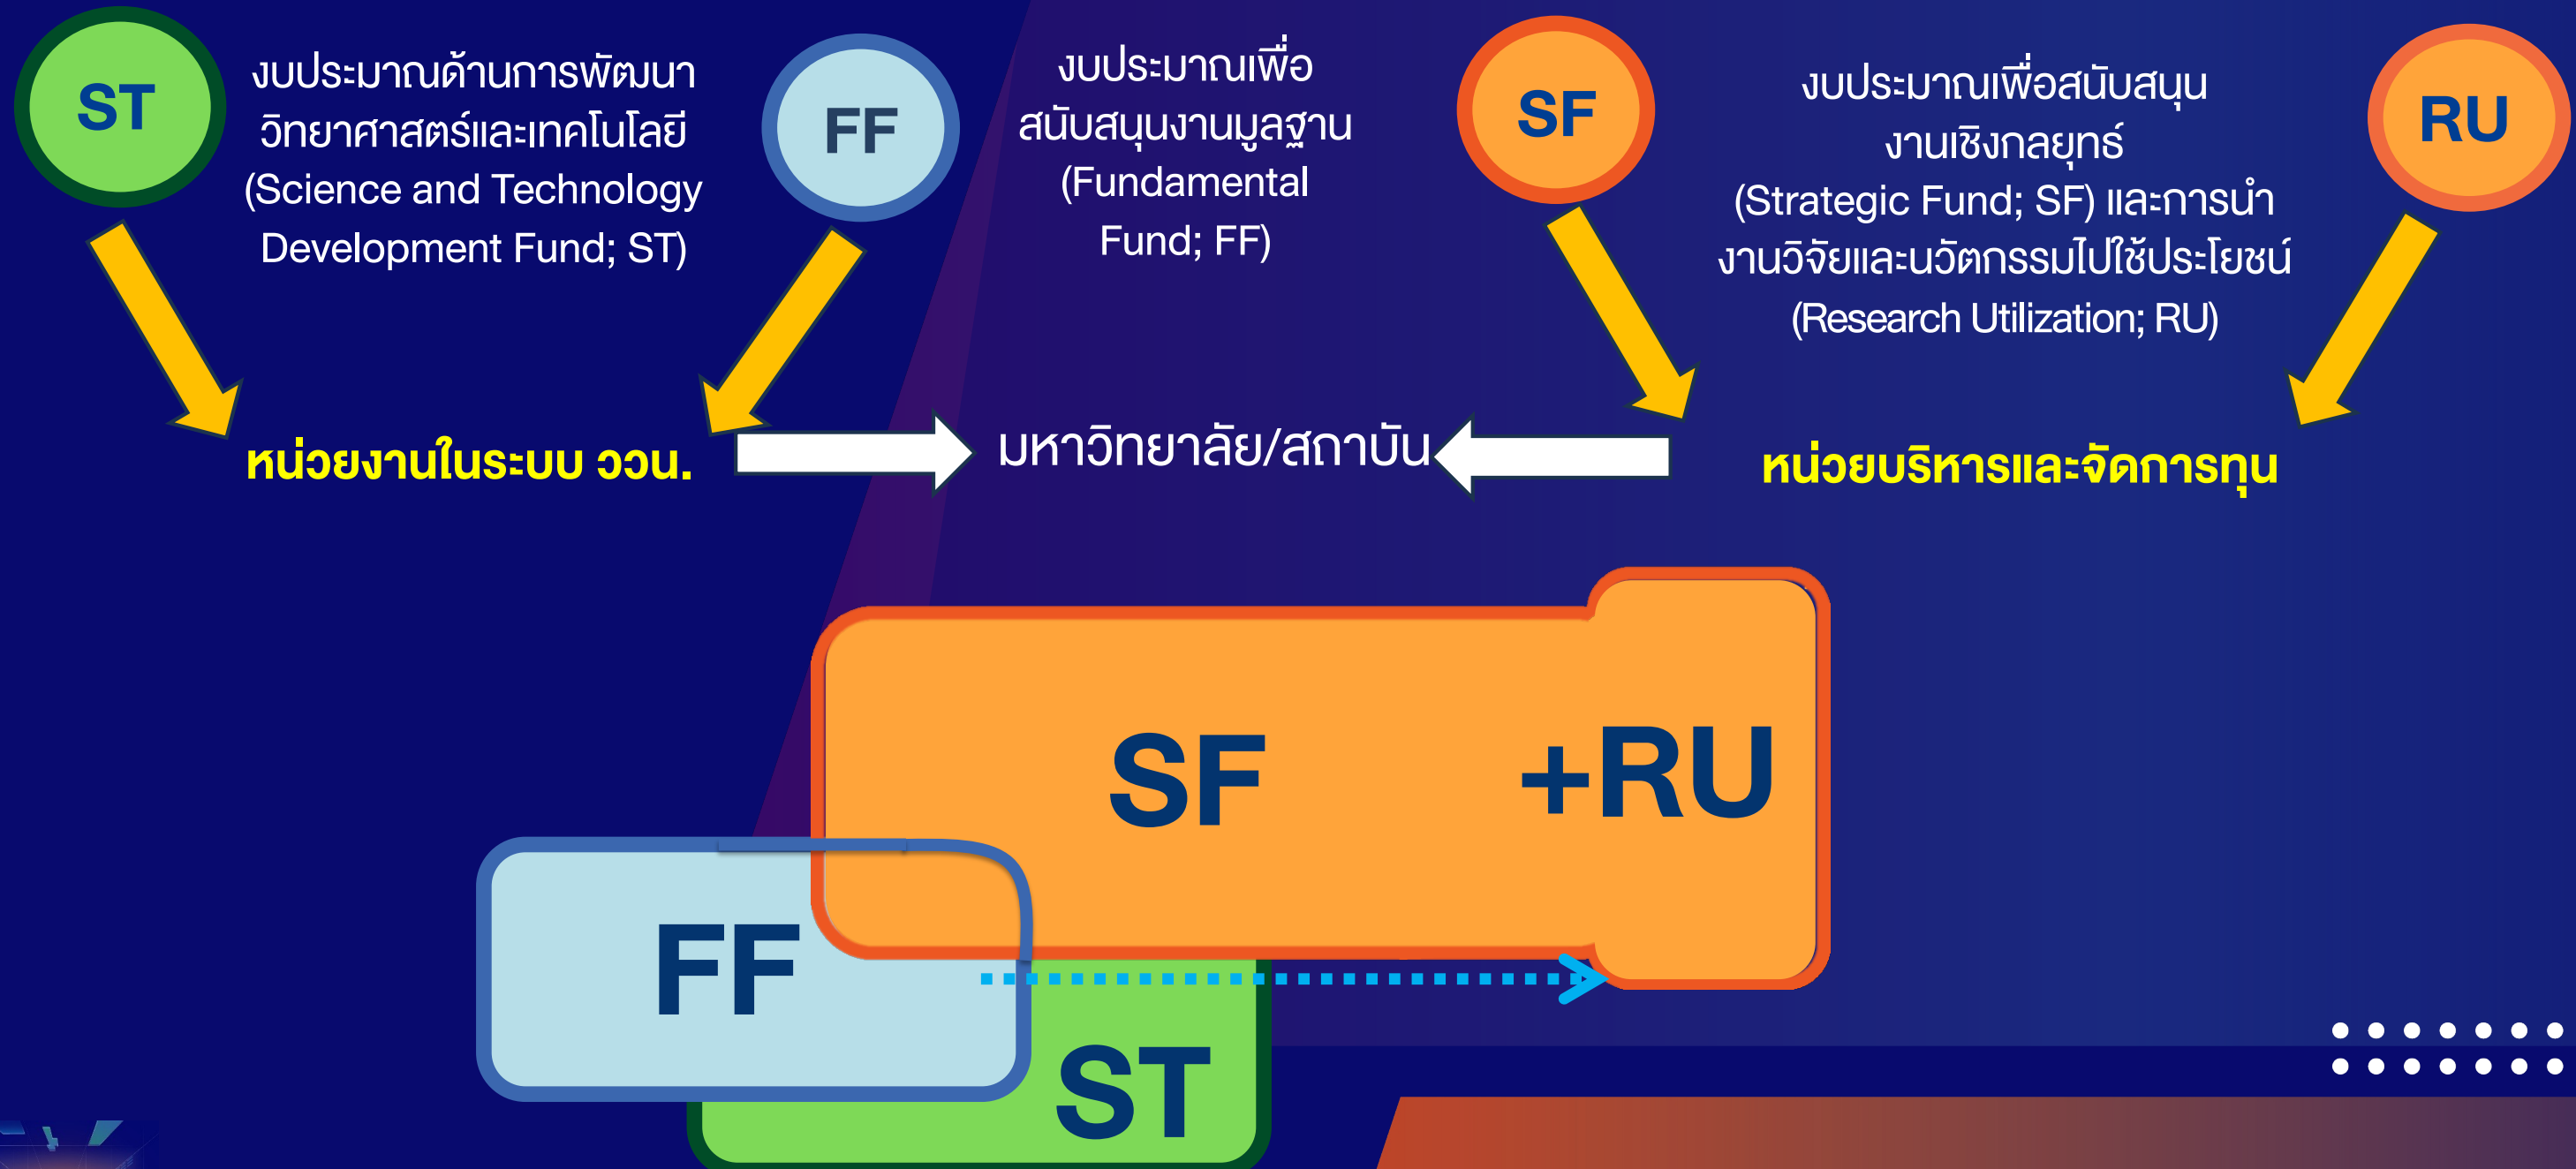 ST
งบประมาณด้านการพัฒนา
วิทยาศาสตร์และเทคโนโลยี
(Science and Technology
Development Fund; ST)
FF
งบประมาณเพื่อ
สนับสนุนงานมูลฐาน
(Fundamental
Fund; FF)
SF
งบประมาณเพื่อสนับสนุน
งานเชิงกลยุทธ์
(Strategic Fund; SF) และการนำ
งานวิจัยและนวัตกรรมไปใช้ประโยชน์
(Research Utilization; RU)
RU
หน่วยงานในระบบ ววน.
มหาวิทยาลัย/สถาบัน
หน่วยบริหารและจัดการทุน
SF
+RU
FF
ST